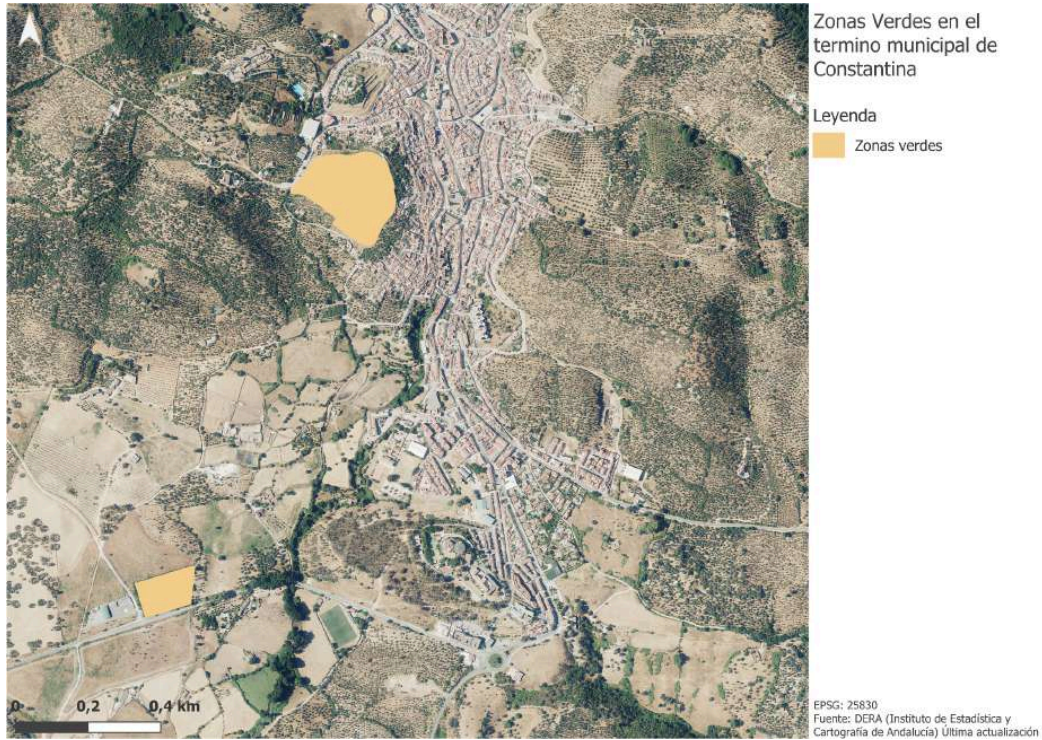 Zonas Verdes en el
termino municipal de
Constantina
Leyenda
Zonas verdes
0 0,2 0,4 km
EPSG: 25830
Fuente: DERA (Instituto de Estadística y
Cartografía de Andalucía) Última actualización